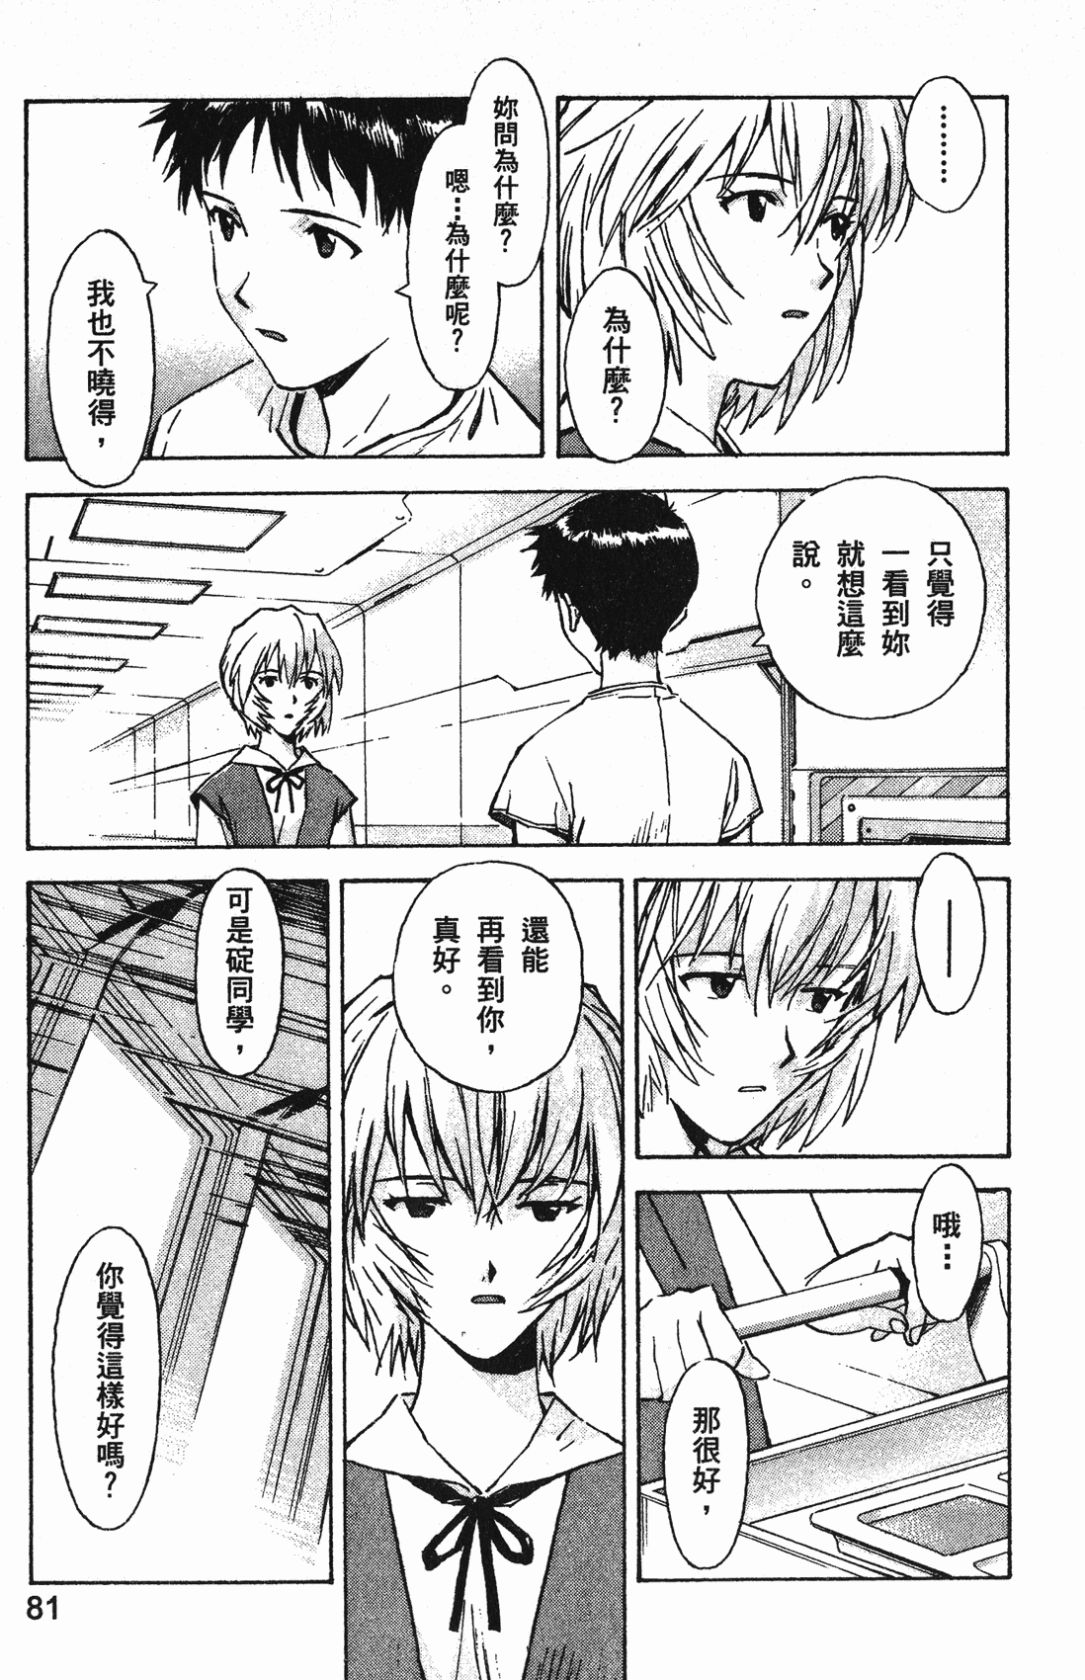 ………
為什麼？
妳問為什麼？
嗯…為什麼呢？
我也不曉得，
只覺得
一看到妳
就想這麼
說。
──
哦…
那很好，
還能
再看到你，
真好。
可是碇同學，
你覺得這樣好嗎？
81